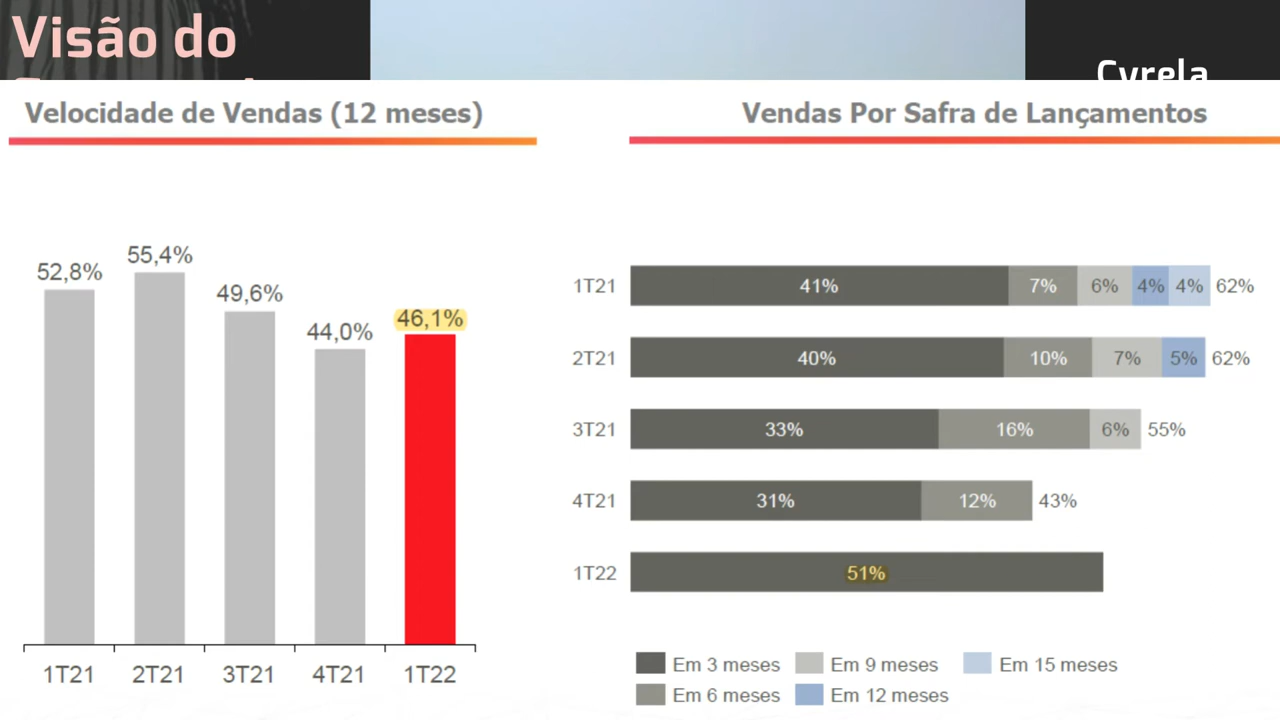 Visão do
Cyrela
Velocidade de Vendas (12 meses)
52,8%
55,4%
49,6%
44,0%
46,1%
1T21
2T21
3T21
4T21
1T22
Vendas Por Safra de Lançamentos
1T21 41% 7% 6% 4% 4% 62%
2T21 40% 10% 7% 5% 62%
3T21 33% 16% 6% 55%
4T21 31% 12% 43%
1T22 51%
Em 3 meses Em 9 meses Em 15 meses
Em 6 meses Em 12 meses